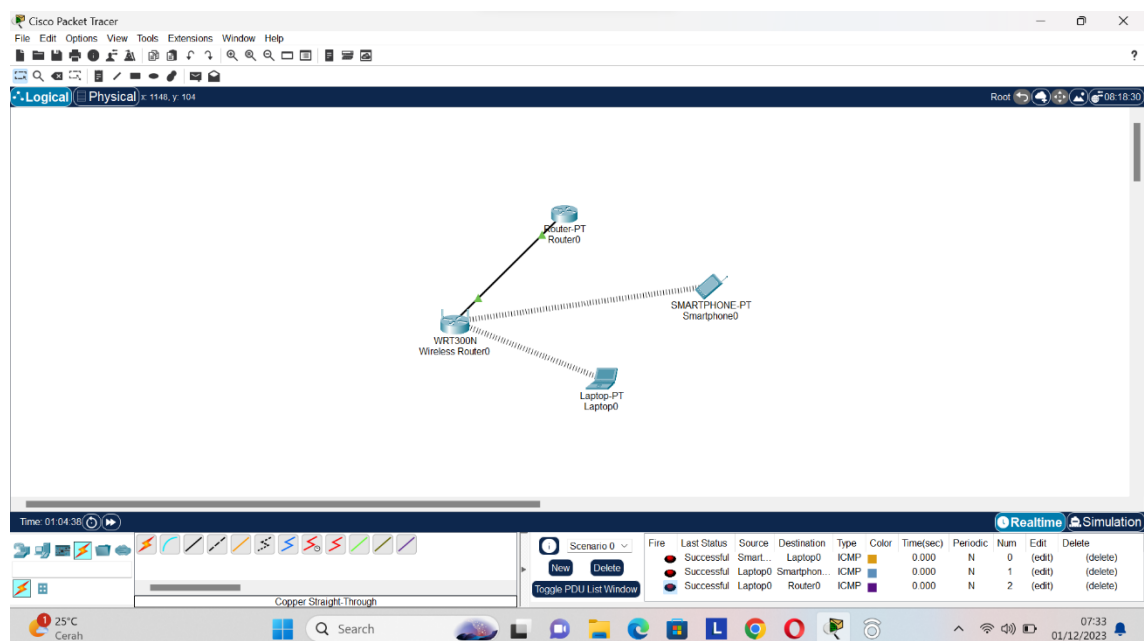 Cisco Packet Tracer
File Edit Options View Tools Extensions Window Help
?
Logical Physical x: 1148, y: 104 Root 08:18:30
Router-PT
Router0
SMARTPHONE-PT
Smartphone0
WRT300N
Wireless Router0
Laptop-PT
Laptop0
Time: 01:04:38 Realtime Simulation
Scenario 0 Fire Last Status Source Destination Type Color Time(sec) Periodic Num Edit Delete
Successful Smart... Laptop0 ICMP 0.000 N 0 (edit) (delete)
New Delete Successful Laptop0 Smartphon... ICMP 0.000 N 1 (edit) (delete)
Toggle PDU List Window Successful Laptop0 Router0 ICMP 0.000 N 2 (edit) (delete)
Copper Straight-Through
1 25°C
Cerah
Search
L
07:33
01/12/2023